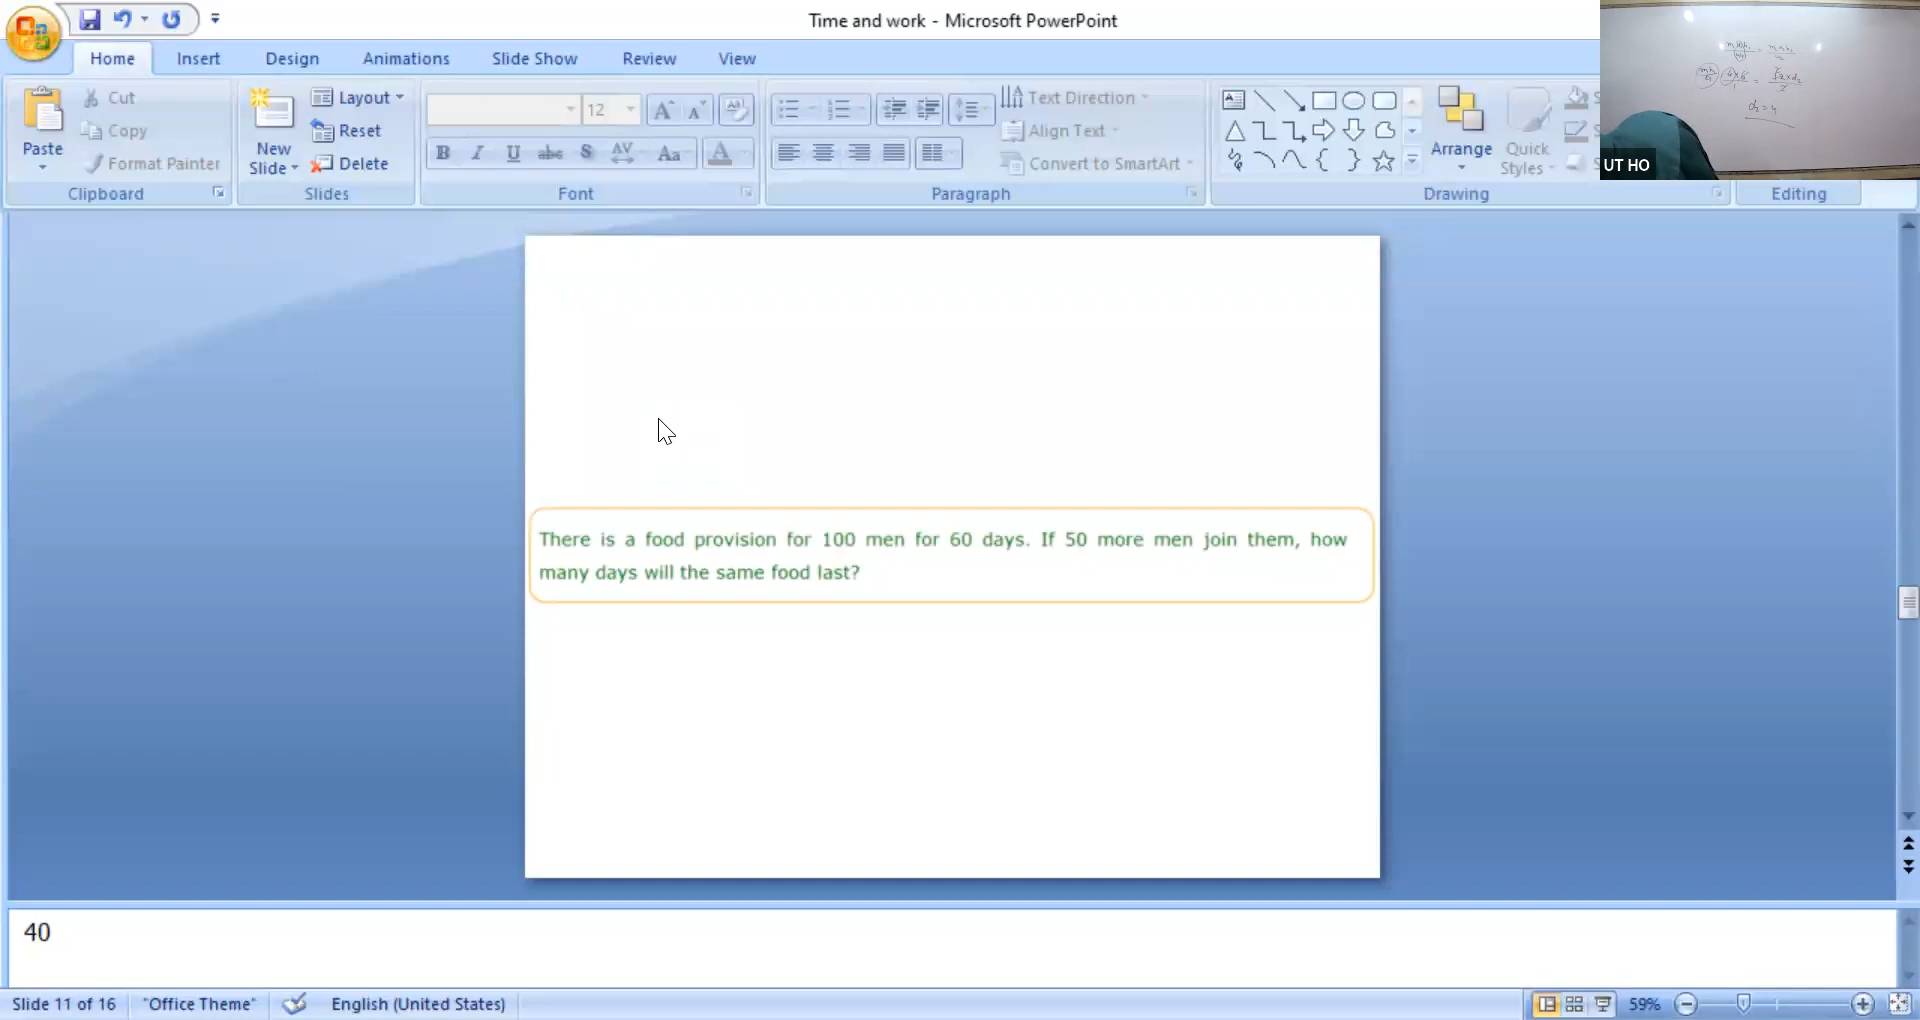 Time and work - Microsoft PowerPoint
Home Insert Design Animations Slide Show Review View
Paste
Cut
Copy
Format Painter
Clipboard
New
Slide
Layout
Reset
Delete
Slides
12
Font
Text Direction
Align Text
Convert to SmartArt
Paragraph
Arrange
Quick
Styles
Drawing
Editing
UT HO
There is a food provision for 100 men for 60 days. If 50 more men join them, how
many days will the same food last?
40
Slide 11 of 16 "Office Theme" English (United States) 59%